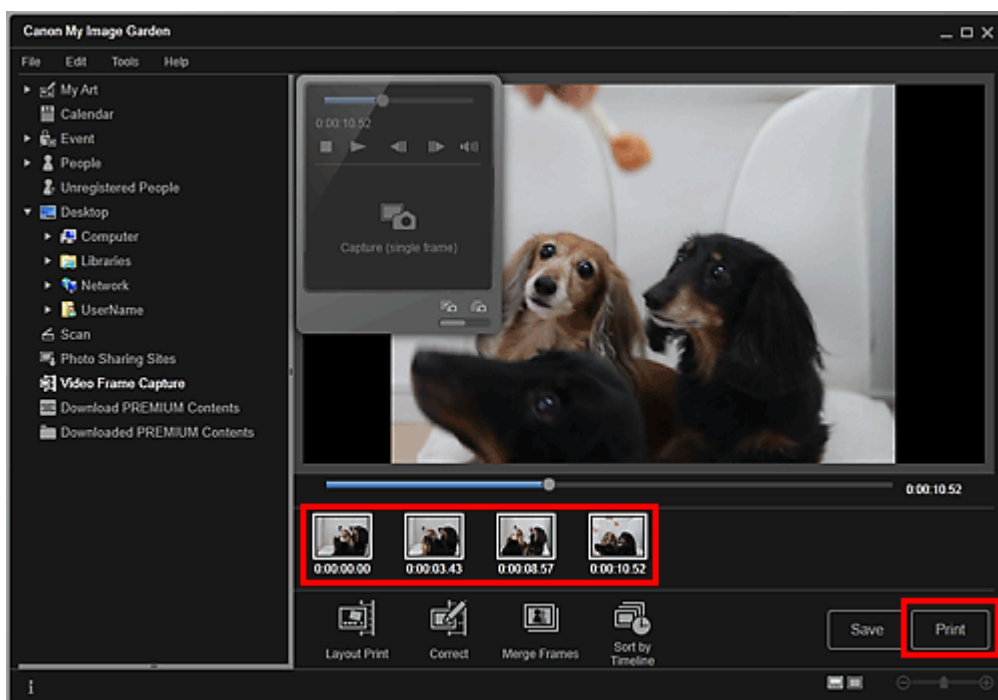 Canon My Image Garden
File Edit Tools Help
My Art
Calendar
Event
People
Unregistered People
Desktop
Computer
Libraries
Network
UserName
Scan
Photo Sharing Sites
Video Frame Capture
Download PREMIUM Contents
Downloaded PREMIUM Contents
0:00:10.52
Capture (single frame)
0:00:10.52
0:00:00.00 0:00:03.43 0:00:08.57 0:00:10.52
Layout Print Correct Merge Frames Sort by
Timeline
Save Print